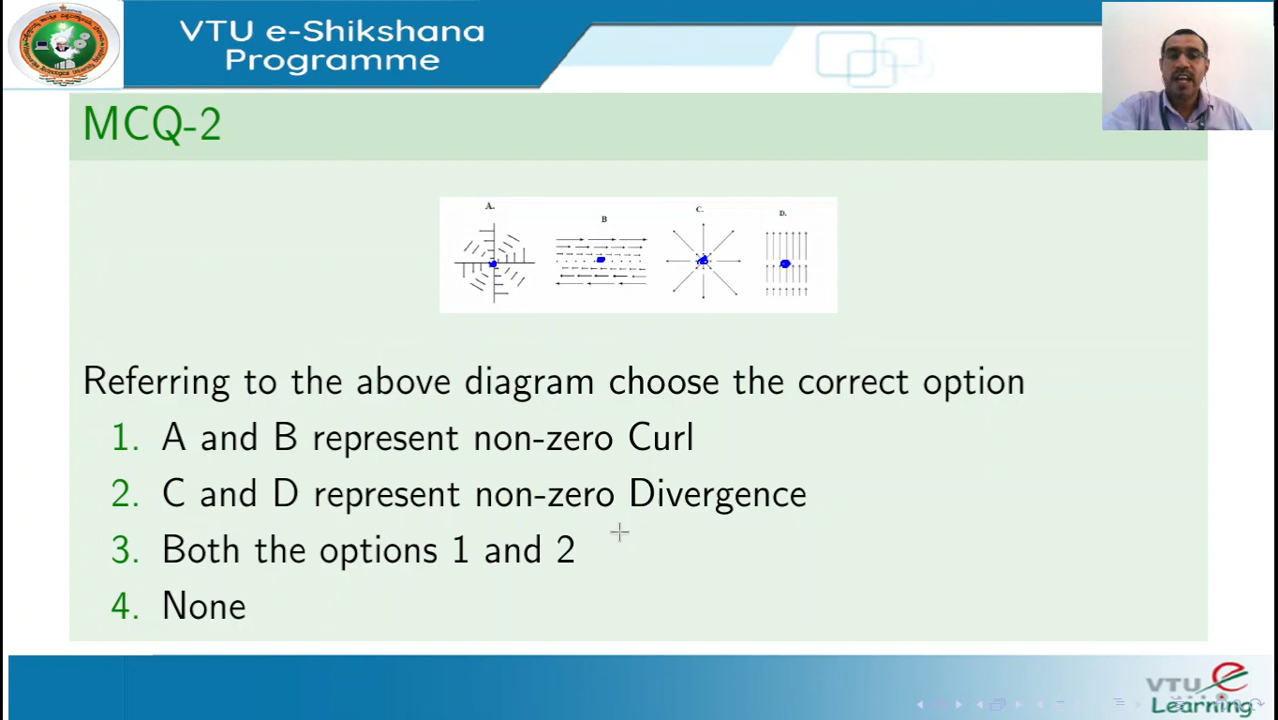 VTU e-Shikshana
Programme
MCQ-2
A.
B
C.
D.
Referring to the above diagram choose the correct option
1. A and B represent non-zero Curl
2. C and D represent non-zero Divergence
3. Both the options 1 and 2
4. None
VTU e
Learning